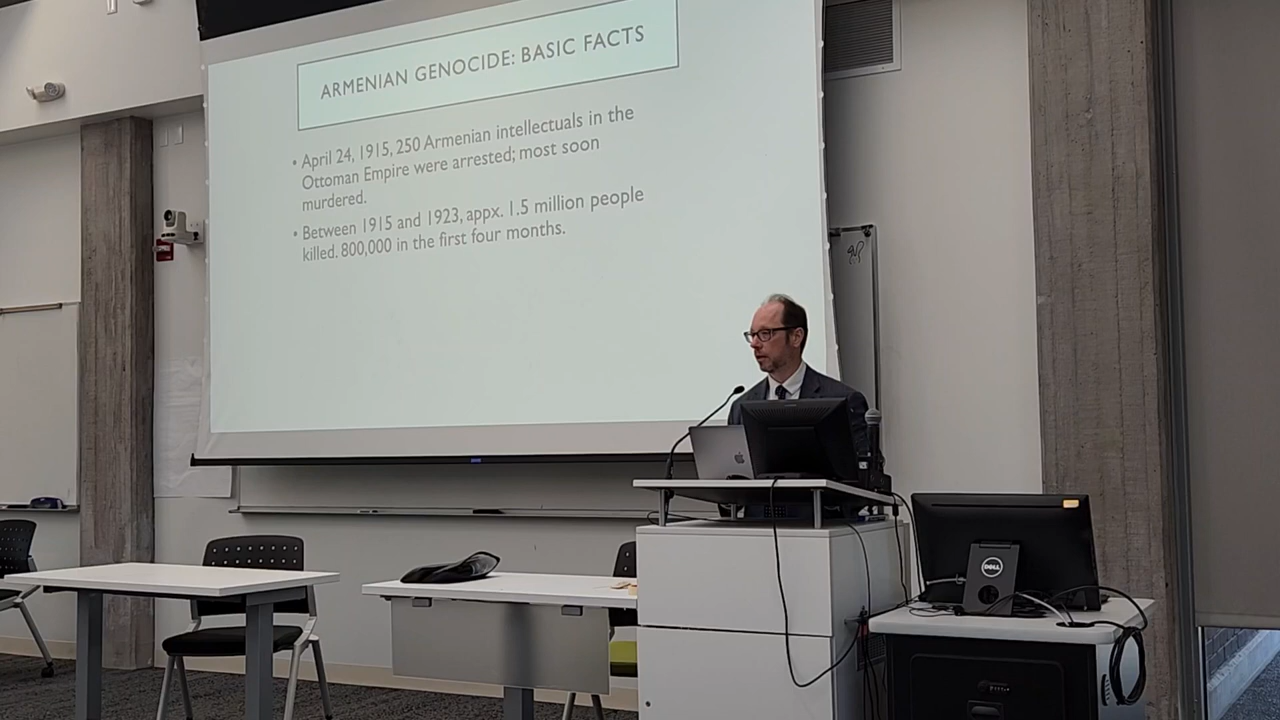 ARMENIAN GENOCIDE: BASIC FACTS
• April 24, 1915, 250 Armenian intellectuals in the
Ottoman Empire were arrested; most soon
murdered.
• Between 1915 and 1923, appx. 1.5 million people
killed. 800,000 in the first four months.
DELL